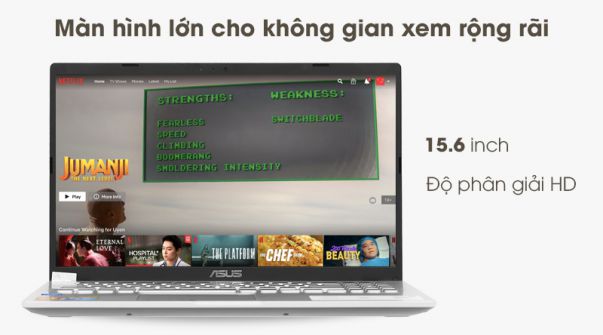 Màn hình lớn cho không gian xem rộng rãi
NETFLIX Home TV Shows Movies Latest My List
STRENGTHS: WEAKNESS:
FEARLESS SWITCHBLADE
SPEED
CLIMBING
BOOMERANG
SMOLDERING INTENSITY
JUMANJI
THE NEXT LEVEL
Play More Info
Continue Watching for Uyen
ETERNAL LOVE
HOSPITAL PLAYLIST
THE PLATFORM
THE CHEF SHOW
BEAUTY
ASUS
15.6 inch
Độ phân giải HD